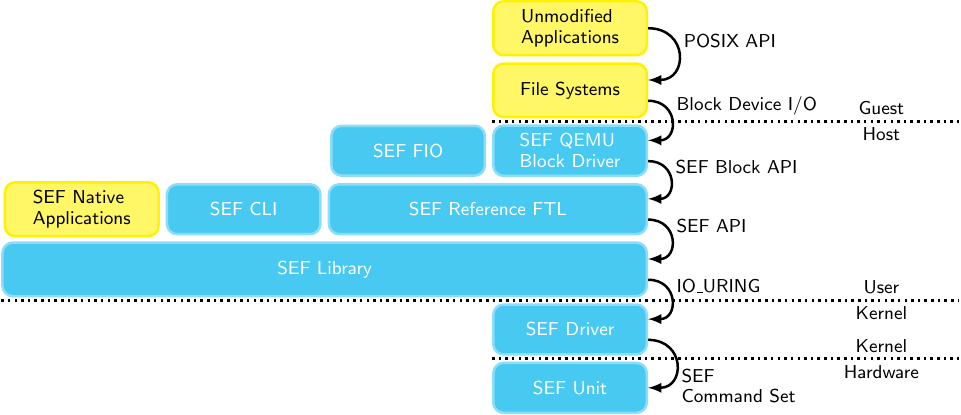 Unmodified
Applications
POSIX API
File Systems
Block Device I/O
Guest
Host
SEF FIO
SEF QEMU
Block Driver
SEF Block API
SEF Native
Applications
SEF CLI
SEF Reference FTL
SEF API
SEF Library
IO_URING
User
Kernel
SEF Driver
Kernel
Hardware
SEF Unit
SEF
Command Set